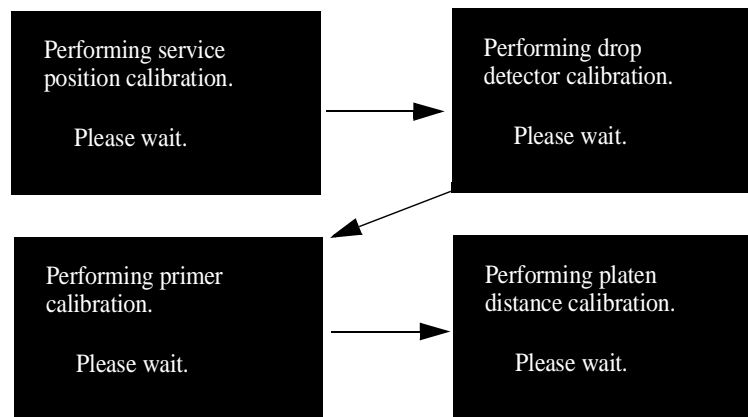 Performing service
position calibration.
Please wait.
Performing drop
detector calibration.
Please wait.
Performing primer
calibration.
Please wait.
Performing platen
distance calibration.
Please wait.